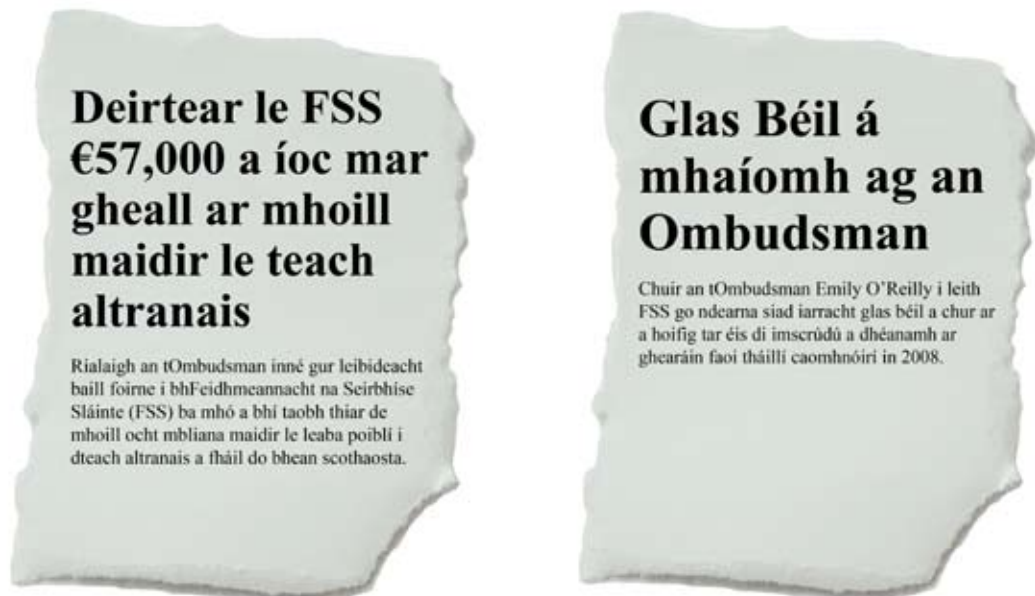 Deirtear le FSS
€57,000 a íoc mar
gheall ar mhoill
maidir le teach
altranais
Rialaigh an tOmbudsman inné gur leibideacht
baill foirne i bhFeidhmeannacht na Seirbhíse
Sláinte (FSS) ba mhó a bhí taobh thiar de
mhoill ocht mbliana maidir le leaba poiblí i
dteach altranais a fháil do bhean scothaosta.
Glas Béil á
mhaíomh ag an
Ombudsman
Chuir an tOmbudsman Emily O'Reilly i leith
FSS go ndearna siad iarracht glas béil a chur ar
a hoifig tar éis di imscrúdú a dhéanamh ar
ghearáin faoi tháillí caomhnóirí in 2008.